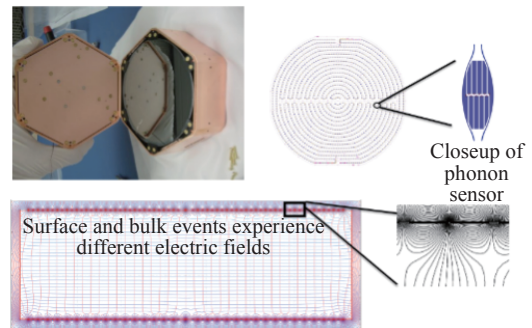 Closeup of
phonon
sensor
Surface and bulk events experience
different electric fields